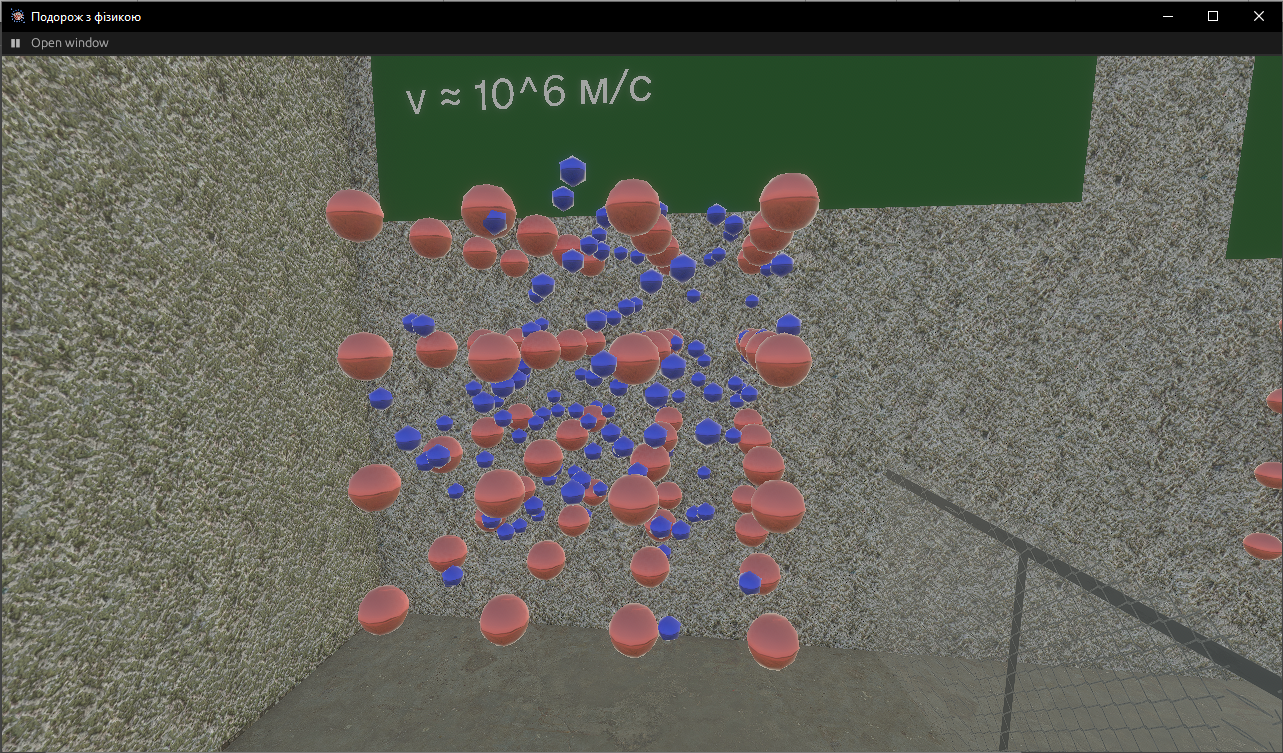 Подорож з фізикою
Open window
v ≈ 10^6 м/с